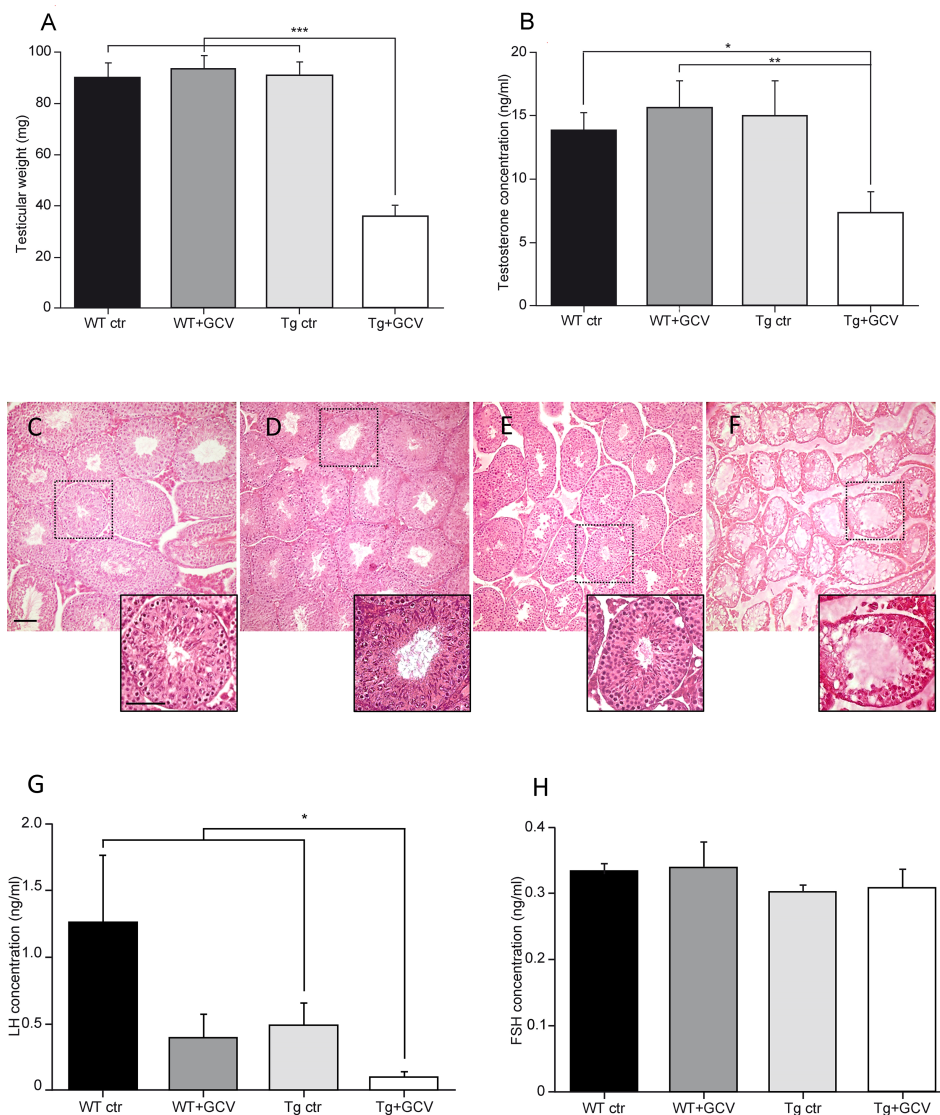 A
Testicular weight (mg)
100
80
60
40
20
0
***
WT ctr WT+GCV Tg ctr Tg+GCV
B
Testosterone concentration (ng/ml)
20
15
10
5
0
*
**
WT ctr WT+GCV Tg ctr Tg+GCV
C D E F
G
LH concentration (ng/ml)
2.0
1.5
1.0
0.5
0
*
WT ctr WT+GCV Tg ctr Tg+GCV
H
FSH concentration (ng/ml)
0.4
0.3
0.2
0.1
0
WT ctr WT+GCV Tg ctr Tg+GCV